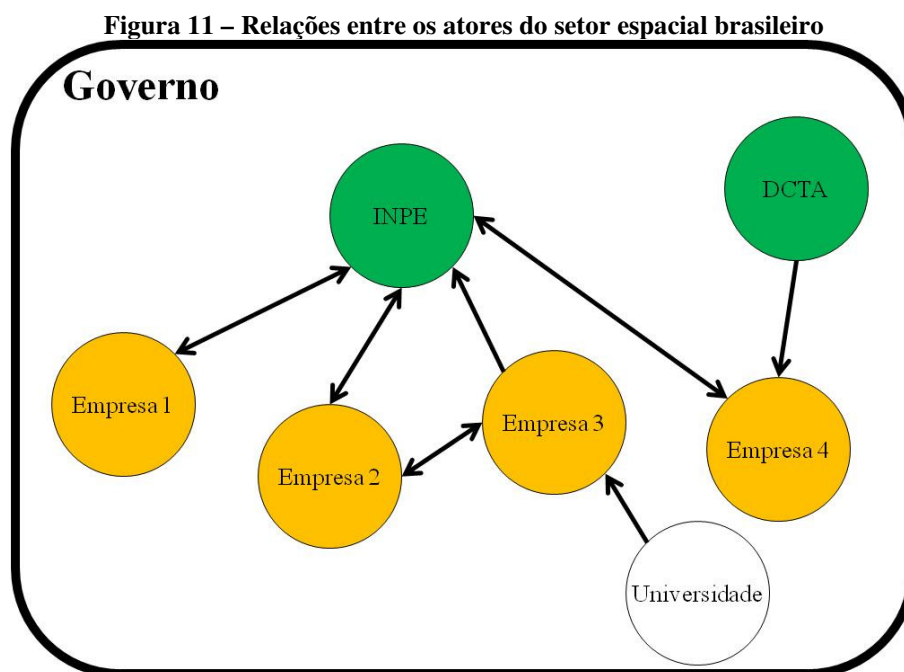 Figura 11 – Relações entre os atores do setor espacial brasileiro
Governo
INPE
DCTA
Empresa 1
Empresa 2
Empresa 3
Empresa 4
Universidade